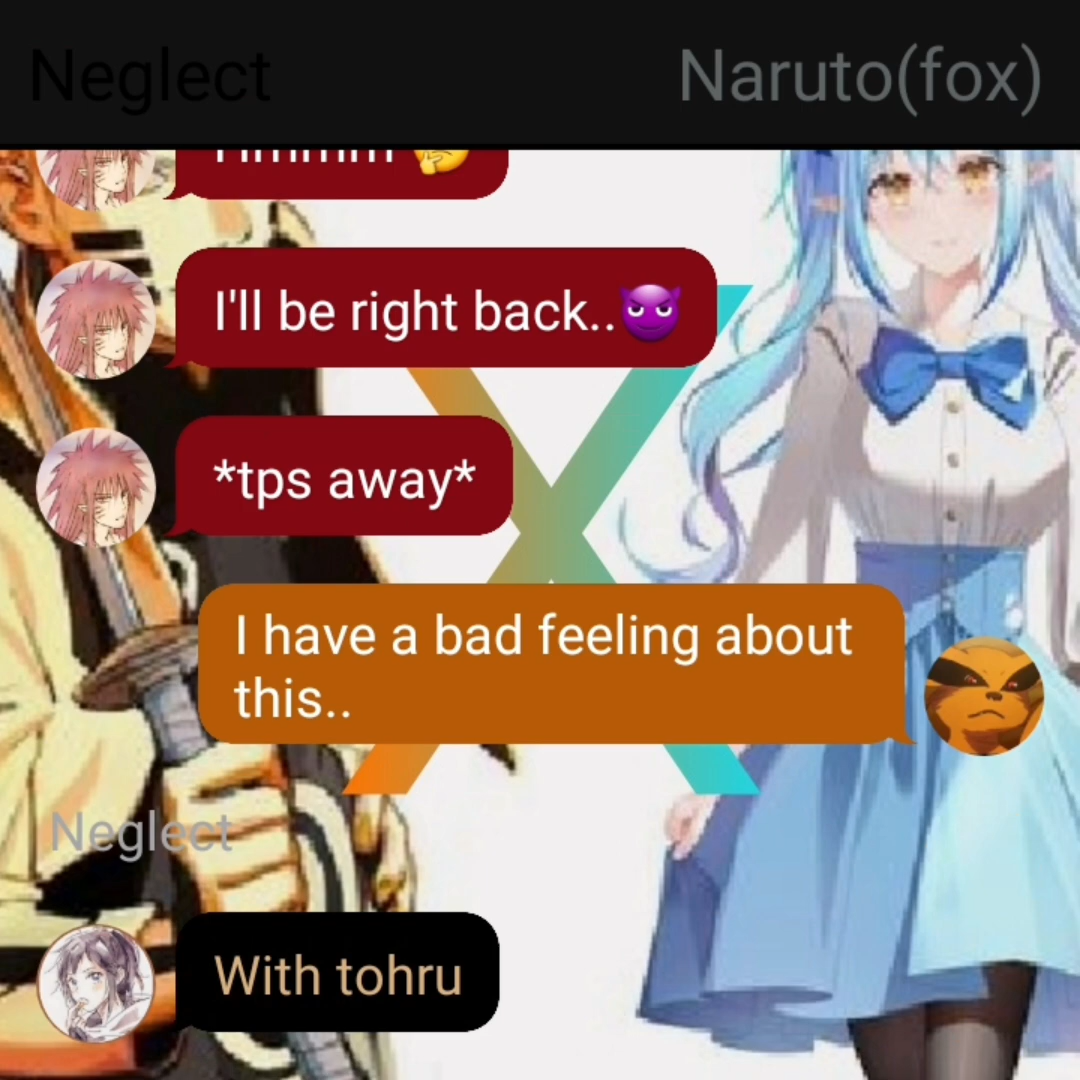 Neglect
Naruto(fox)
I'll be right back..😈
*tps away*
I have a bad feeling about
this..
Neglect
With tohru